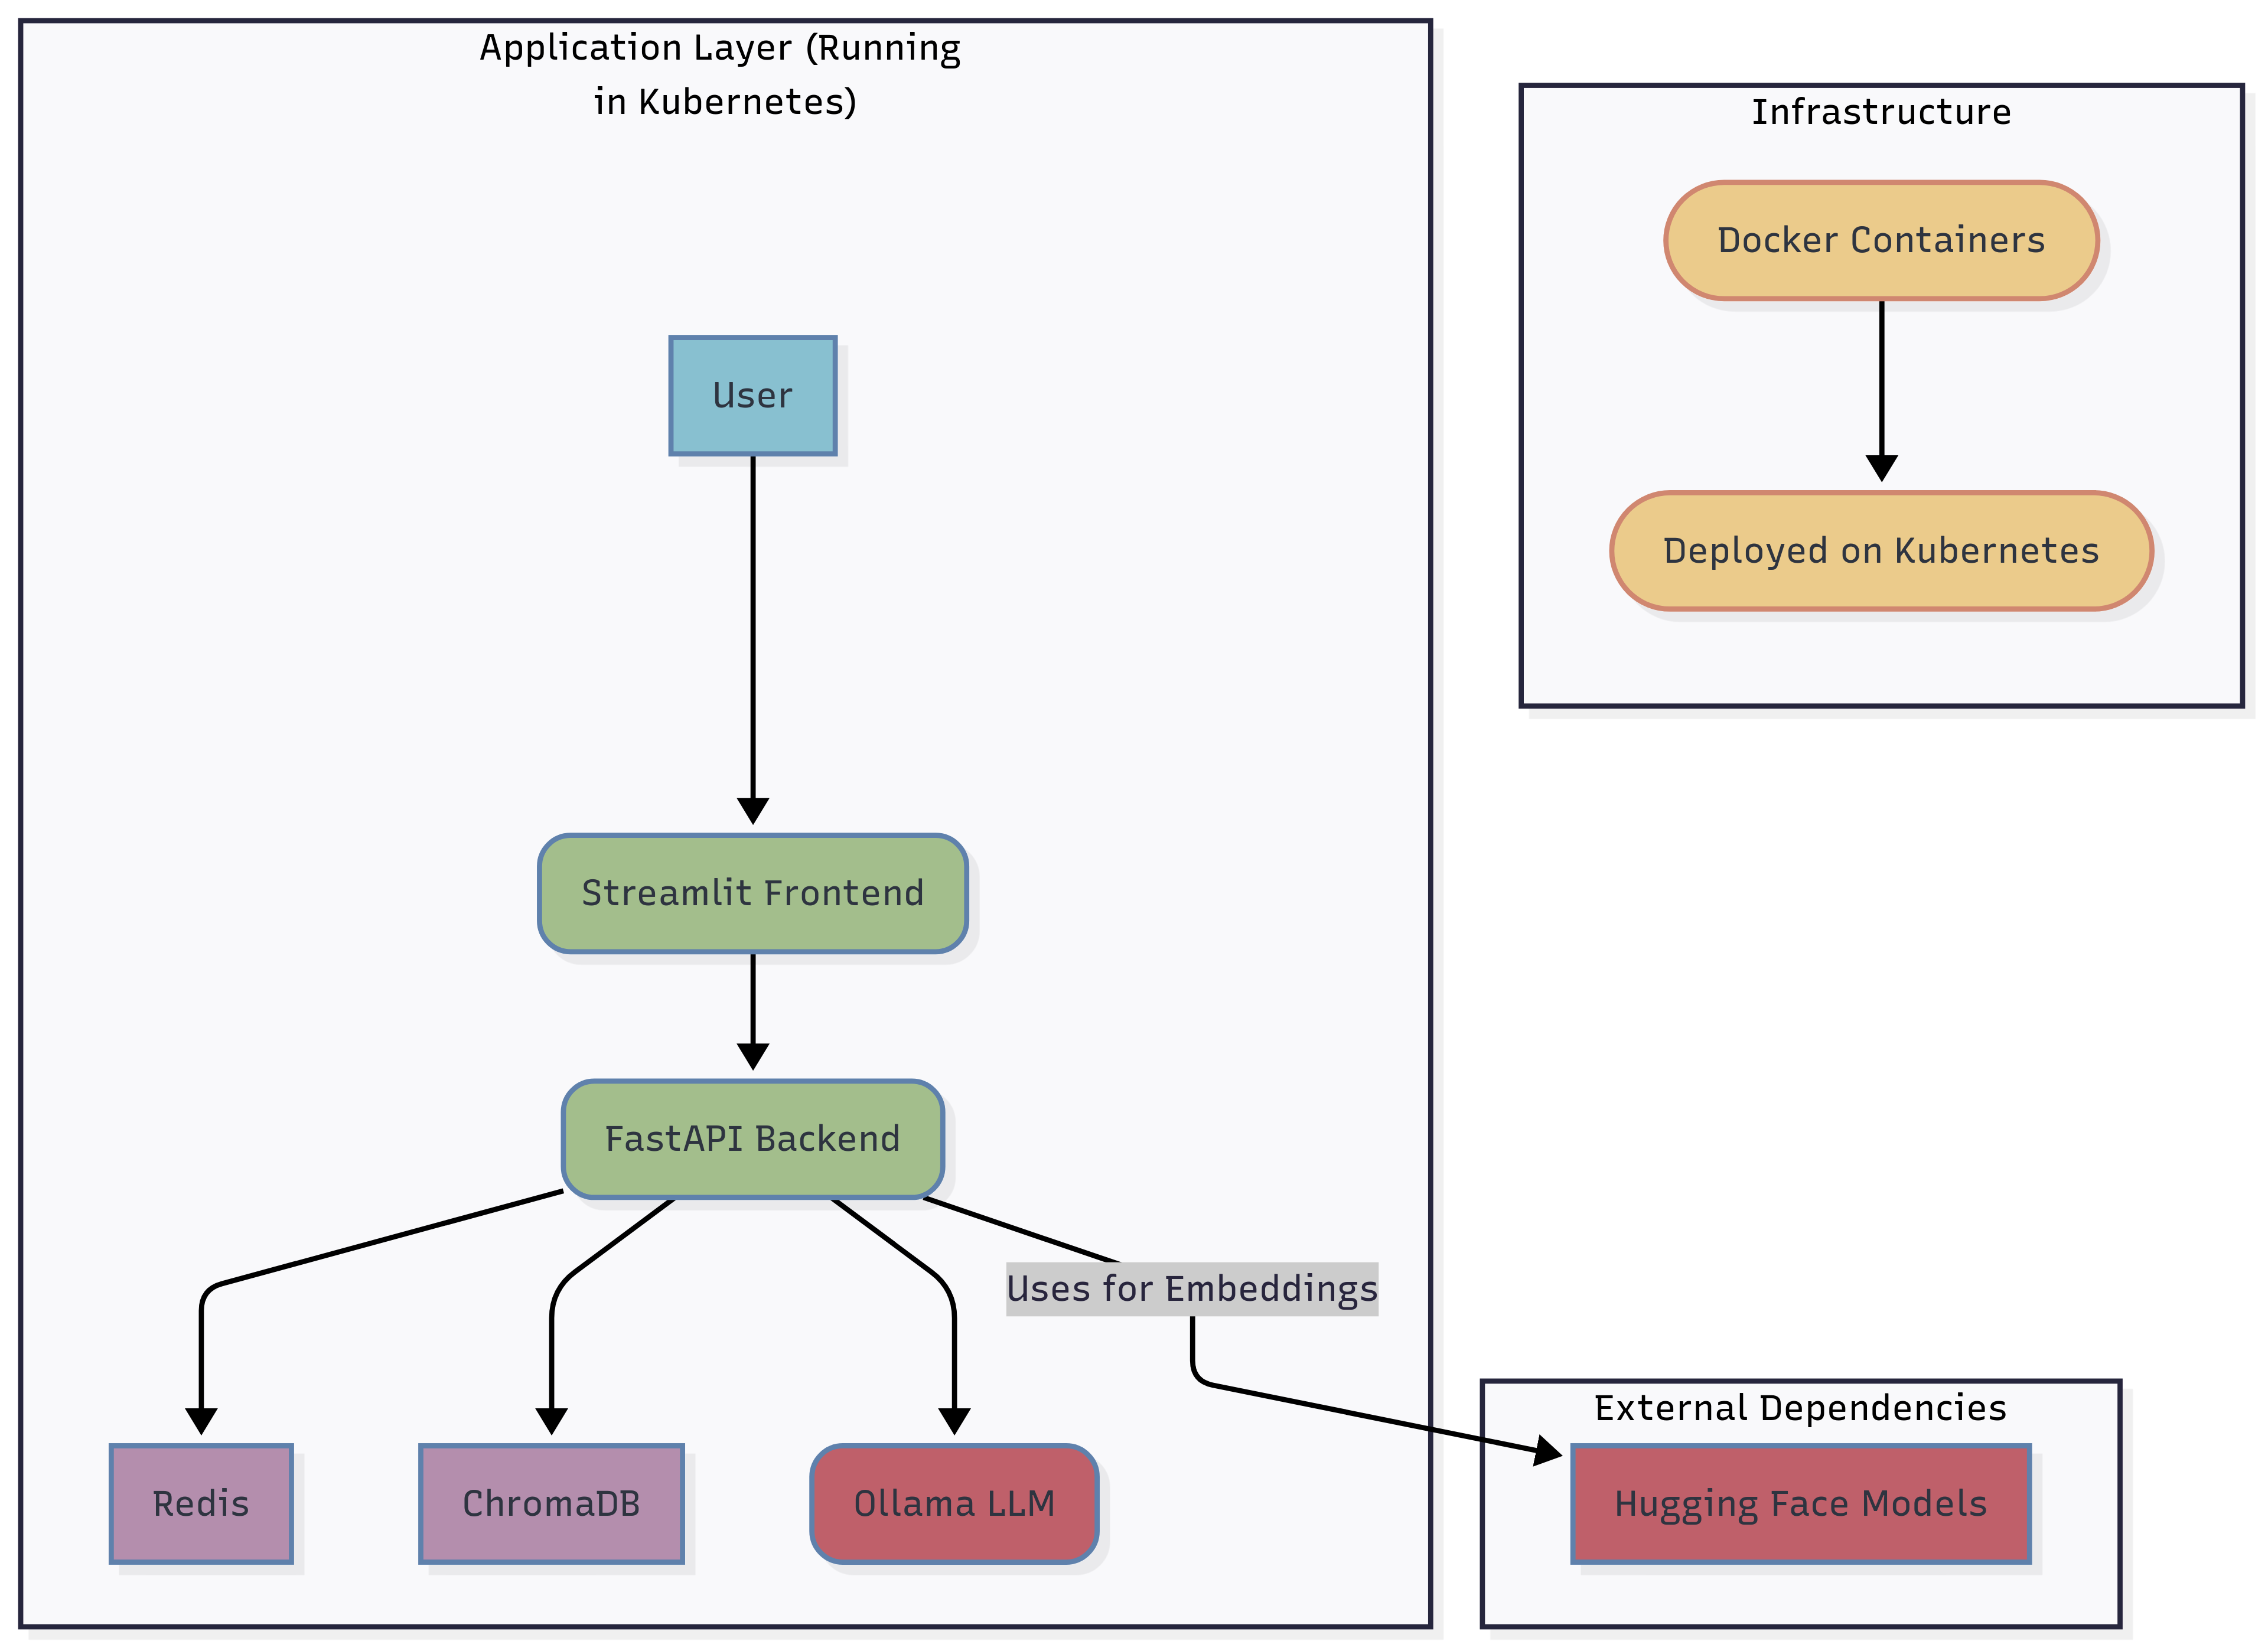 Application Layer (Running
in Kubernetes)
User
Streamlit Frontend
FastAPI Backend
Uses for Embeddings
Redis
ChromaDB
Ollama LLM
Infrastructure
Docker Containers
Deployed on Kubernetes
External Dependencies
Hugging Face Models